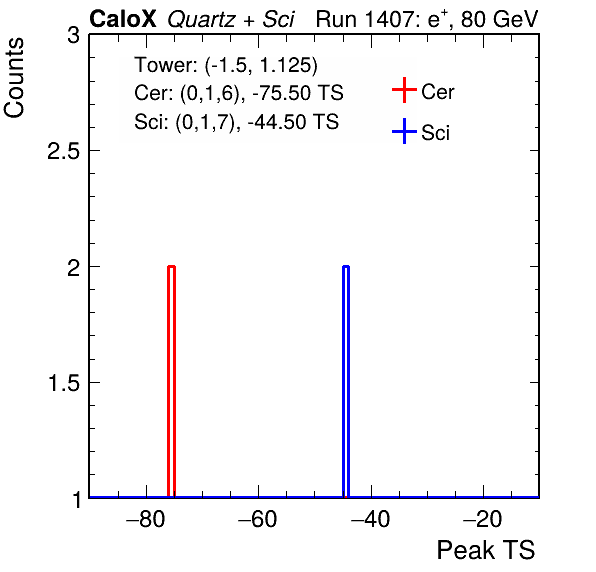 CaloX Quartz + Sci Run 1407: e⁺, 80 GeV
Counts
3
2.5
2
1.5
1
Tower: (-1.5, 1.125)
Cer: (0,1,6), -75.50 TS
Sci: (0,1,7), -44.50 TS
Cer
Sci
−80 −60 −40 −20
Peak TS